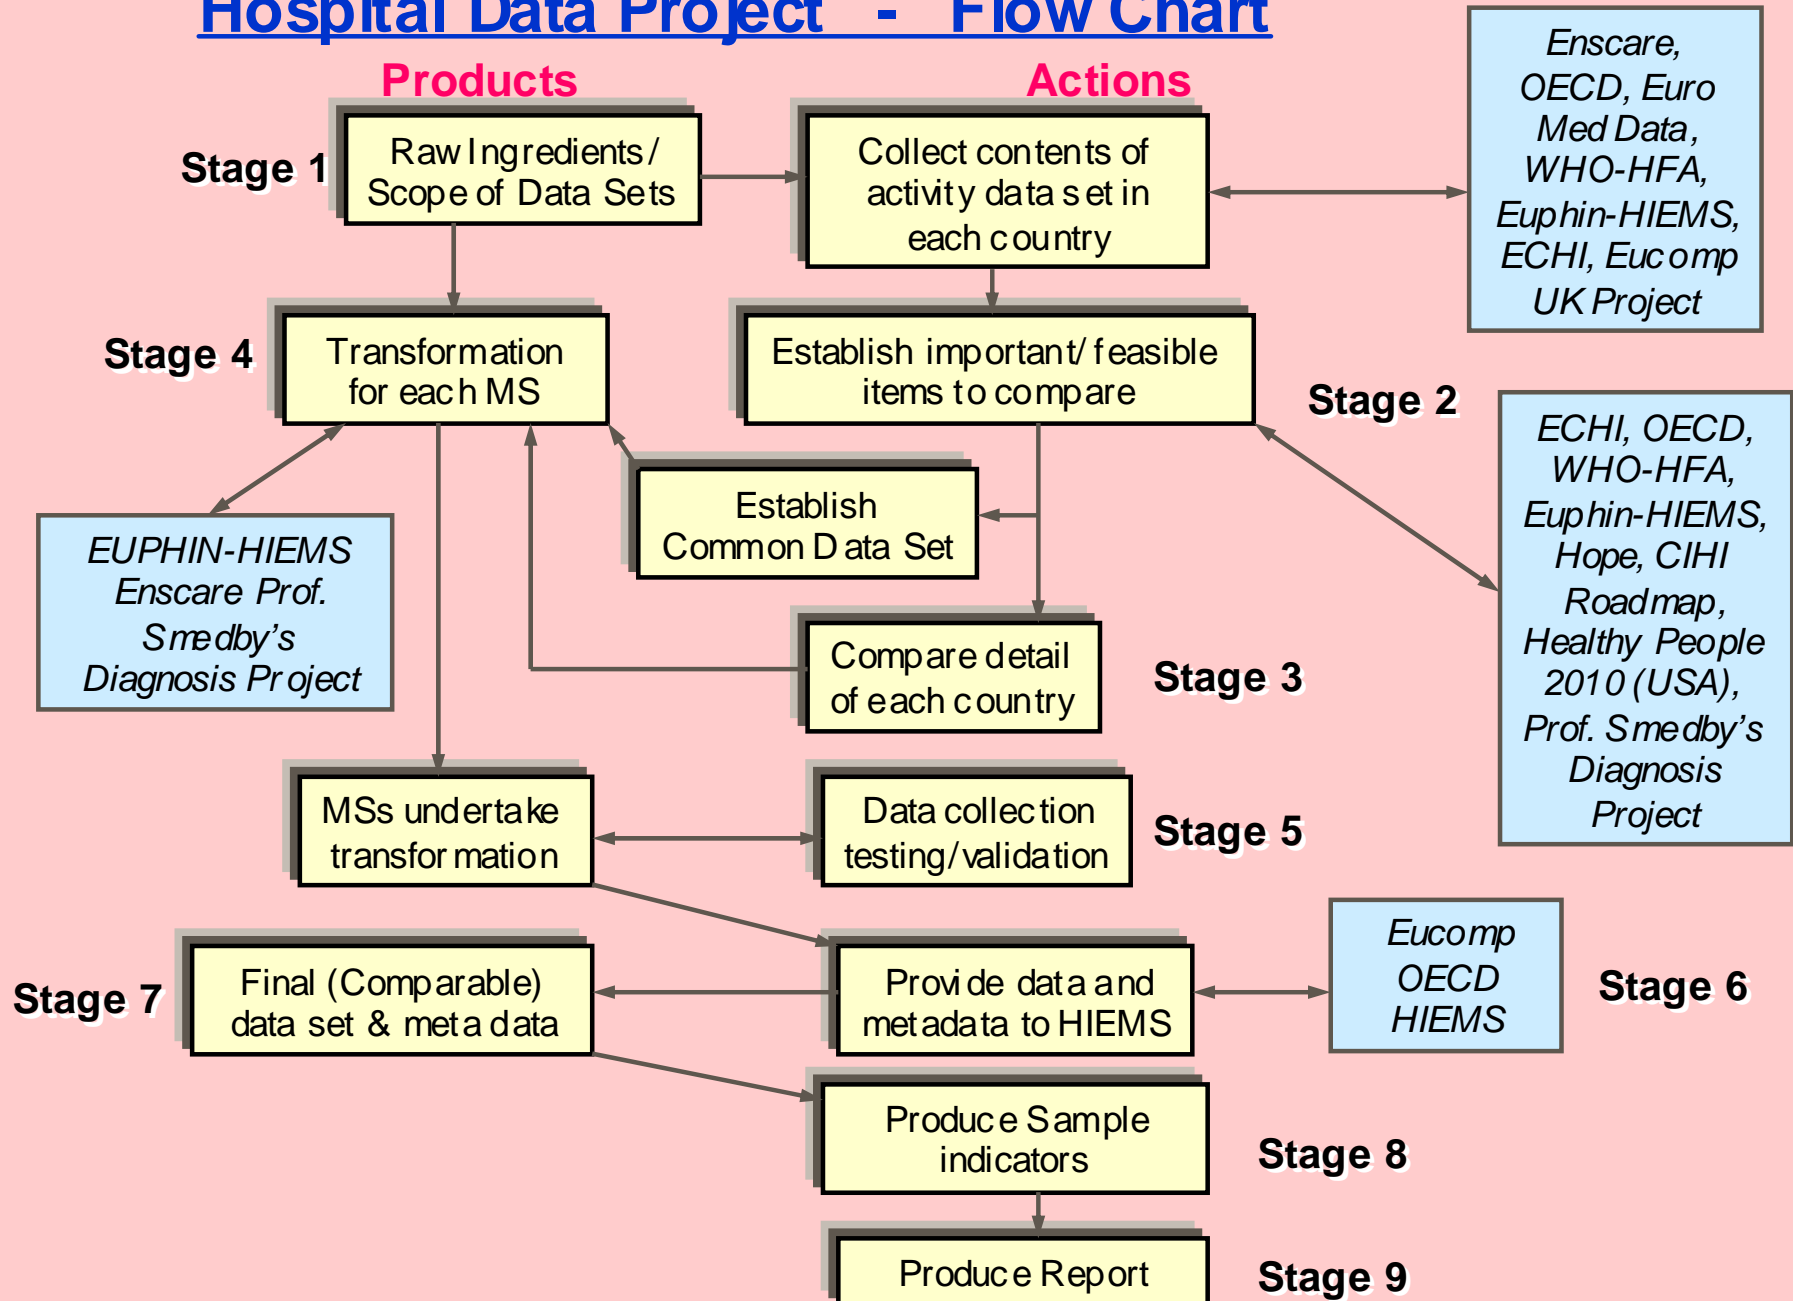 Hospital Data Project - Flow Chart
Products
Actions
Stage 1
Raw Ingredients/
Scope of Data Sets
Collect contents of
activity data set in
each country
Enscare,
OECD, Euro
Med Data,
WHO-HFA,
Euphin-HIEMS,
ECHI, Eucomp
UK Project
Stage 4
Transformation
for each MS
Establish important/feasible
items to compare
Stage 2
ECHI, OECD,
WHO-HFA,
Euphin-HIEMS,
Hope, CIHI
Roadmap,
Healthy People
2010 (USA),
Prof. Smedby's
Diagnosis
Project
Establish
Common Data Set
EUPHIN-HIEMS
Enscare Prof.
Smedby's
Diagnosis Project
Compare detail
of each country
Stage 3
MSs undertake
transformation
Data collection
testing/validation
Stage 5
Stage 7
Final (Comparable)
data set & meta data
Provide data and
metadata to HIEMS
Eucomp
OECD
HIEMS
Stage 6
Produce Sample
indicators
Stage 8
Produce Report
Stage 9